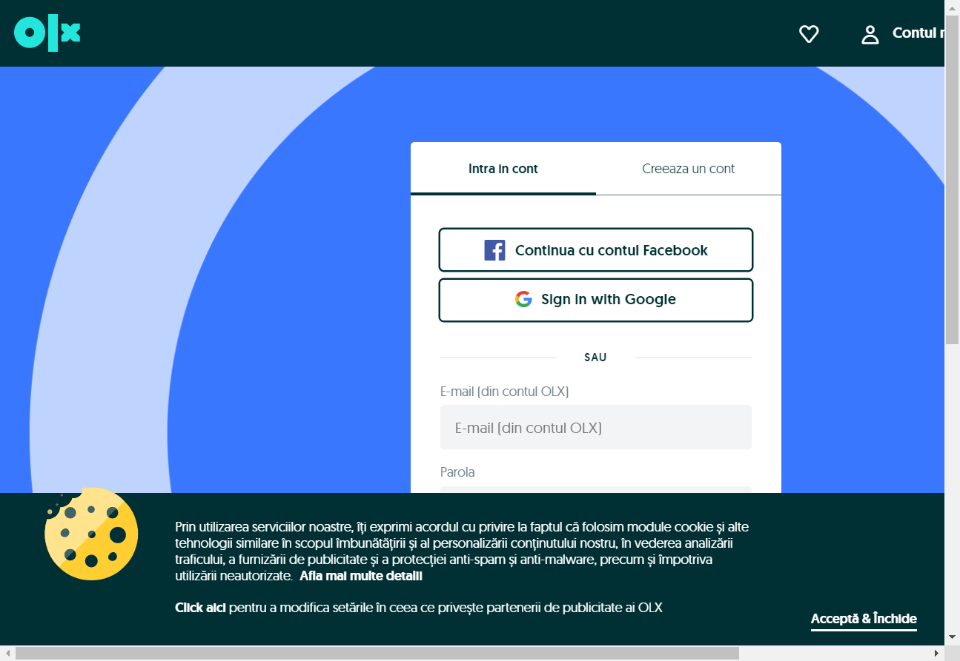 olx
Contul
Intra in cont
Creeaza un cont
Continua cu contul Facebook
Sign in with Google
SAU
E-mail (din contul OLX)
E-mail (din contul OLX)
Parola
Prin utilizarea serviciilor noastre, îți exprimi acordul cu privire la faptul că folosim module cookie și alte
tehnologii similare în scopul îmbunătățirii și al personalizării conținutului nostru, în vederea analizării
traficului, a furnizării de publicitate și a protecției anti-spam și anti-malware, precum și împotriva
utilizării neautorizate. Afla mai multe detalii
Click aici pentru a modifica setările în ceea ce privește partenerii de publicitate ai OLX
Acceptă & Închide